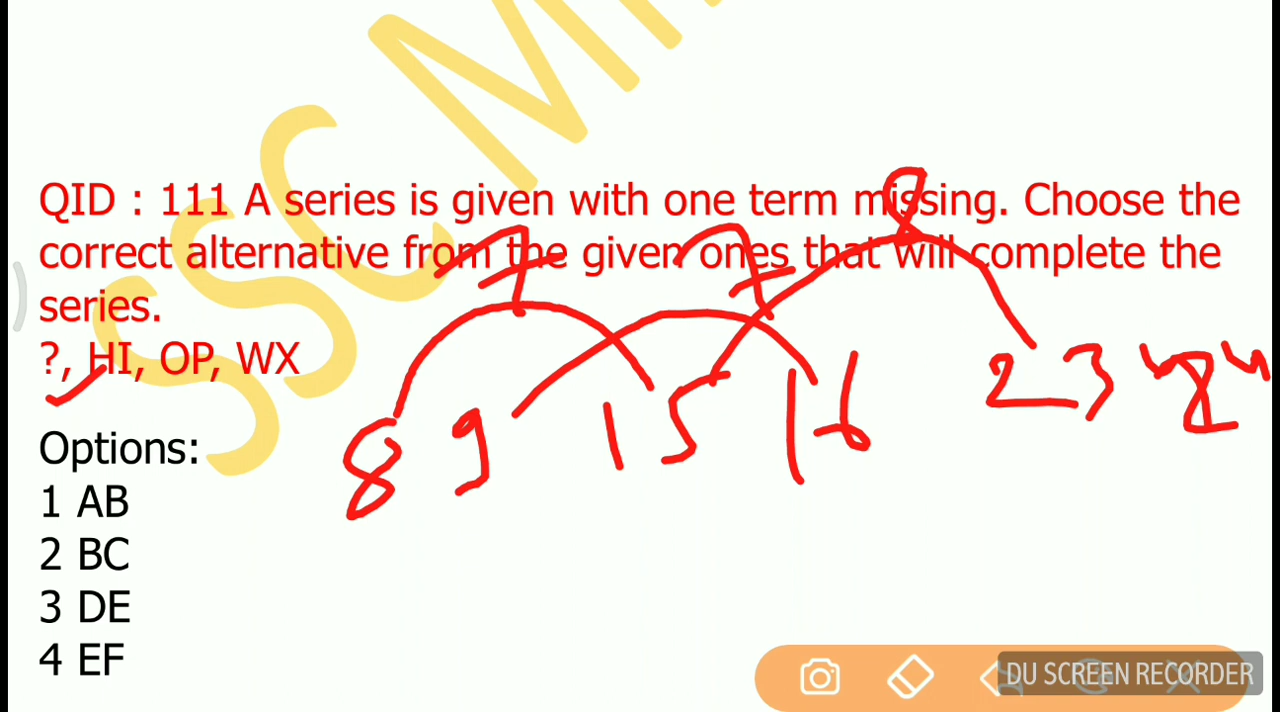 SSC M
QID : 111 A series is given with one term missing. Choose the
correct alternative from the given ones that will complete the
series.
?, HI, OP, WX
7 7 8
8 9 15 16 23 24
Options:
1 AB
2 BC
3 DE
4 EF
DU SCREEN RECORDER